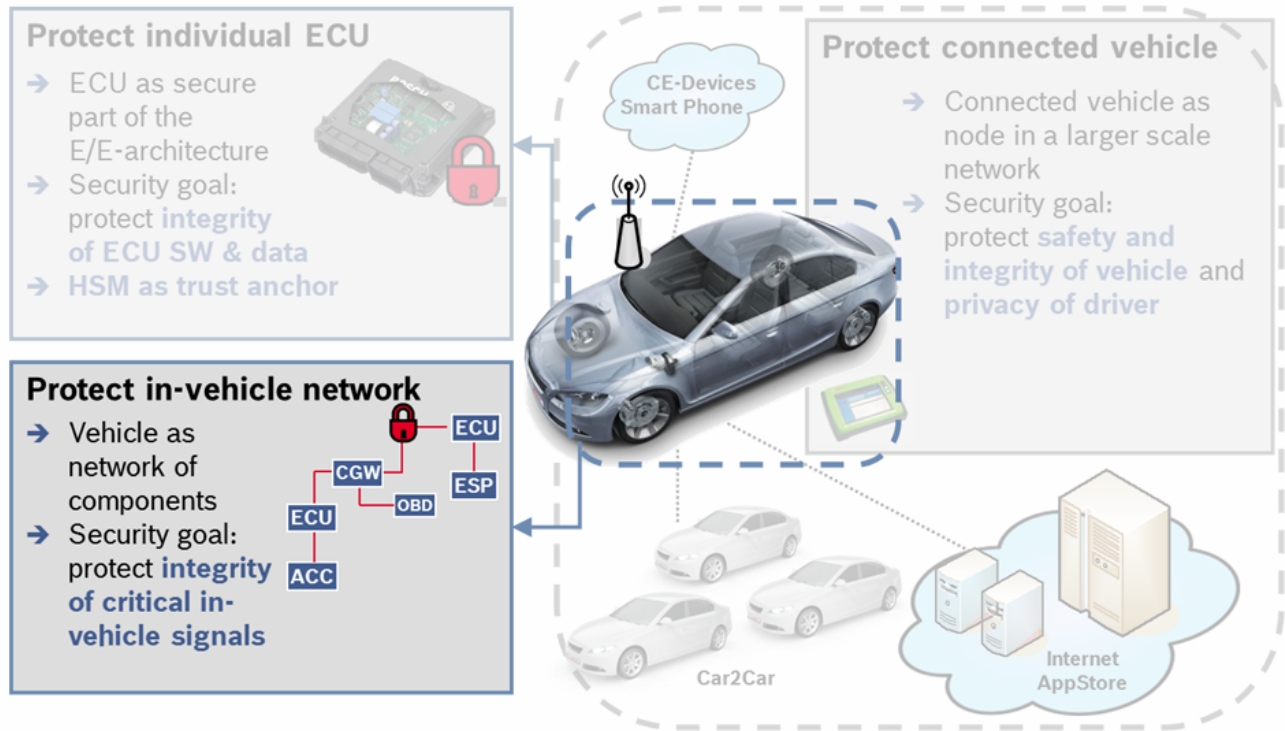 Protect individual ECU
→ ECU as secure
part of the
E/E-architecture
→ Security goal:
protect integrity
of ECU SW & data
→ HSM as trust anchor
CE-Devices
Smart Phone
Protect connected vehicle
→ Connected vehicle as
node in a larger scale
network
→ Security goal:
protect safety and
integrity of vehicle and
privacy of driver
Protect in-vehicle network
→ Vehicle as
network of
components
→ Security goal:
protect integrity
of critical in-
vehicle signals
ECU
CGW
ESP
OBD
ECU
ACC
Car2Car
Internet
AppStore